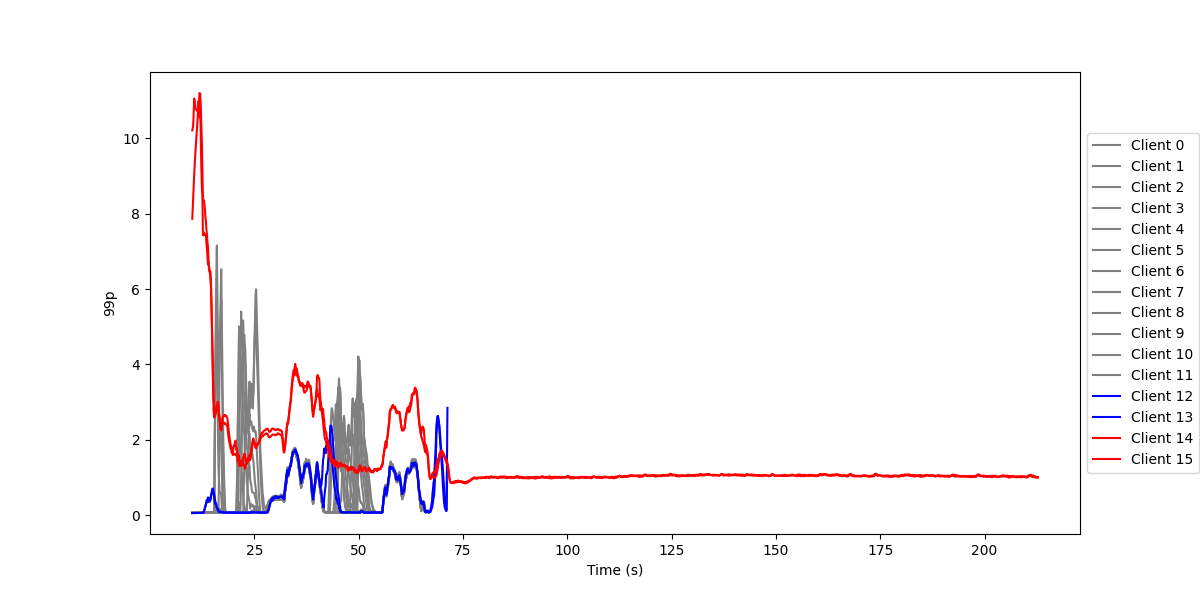 10
8
6
4
2
0
99p
25
50
75
100
125
150
175
200
Time (s)
Client 0
Client 1
Client 2
Client 3
Client 4
Client 5
Client 6
Client 7
Client 8
Client 9
Client 10
Client 11
Client 12
Client 13
Client 14
Client 15